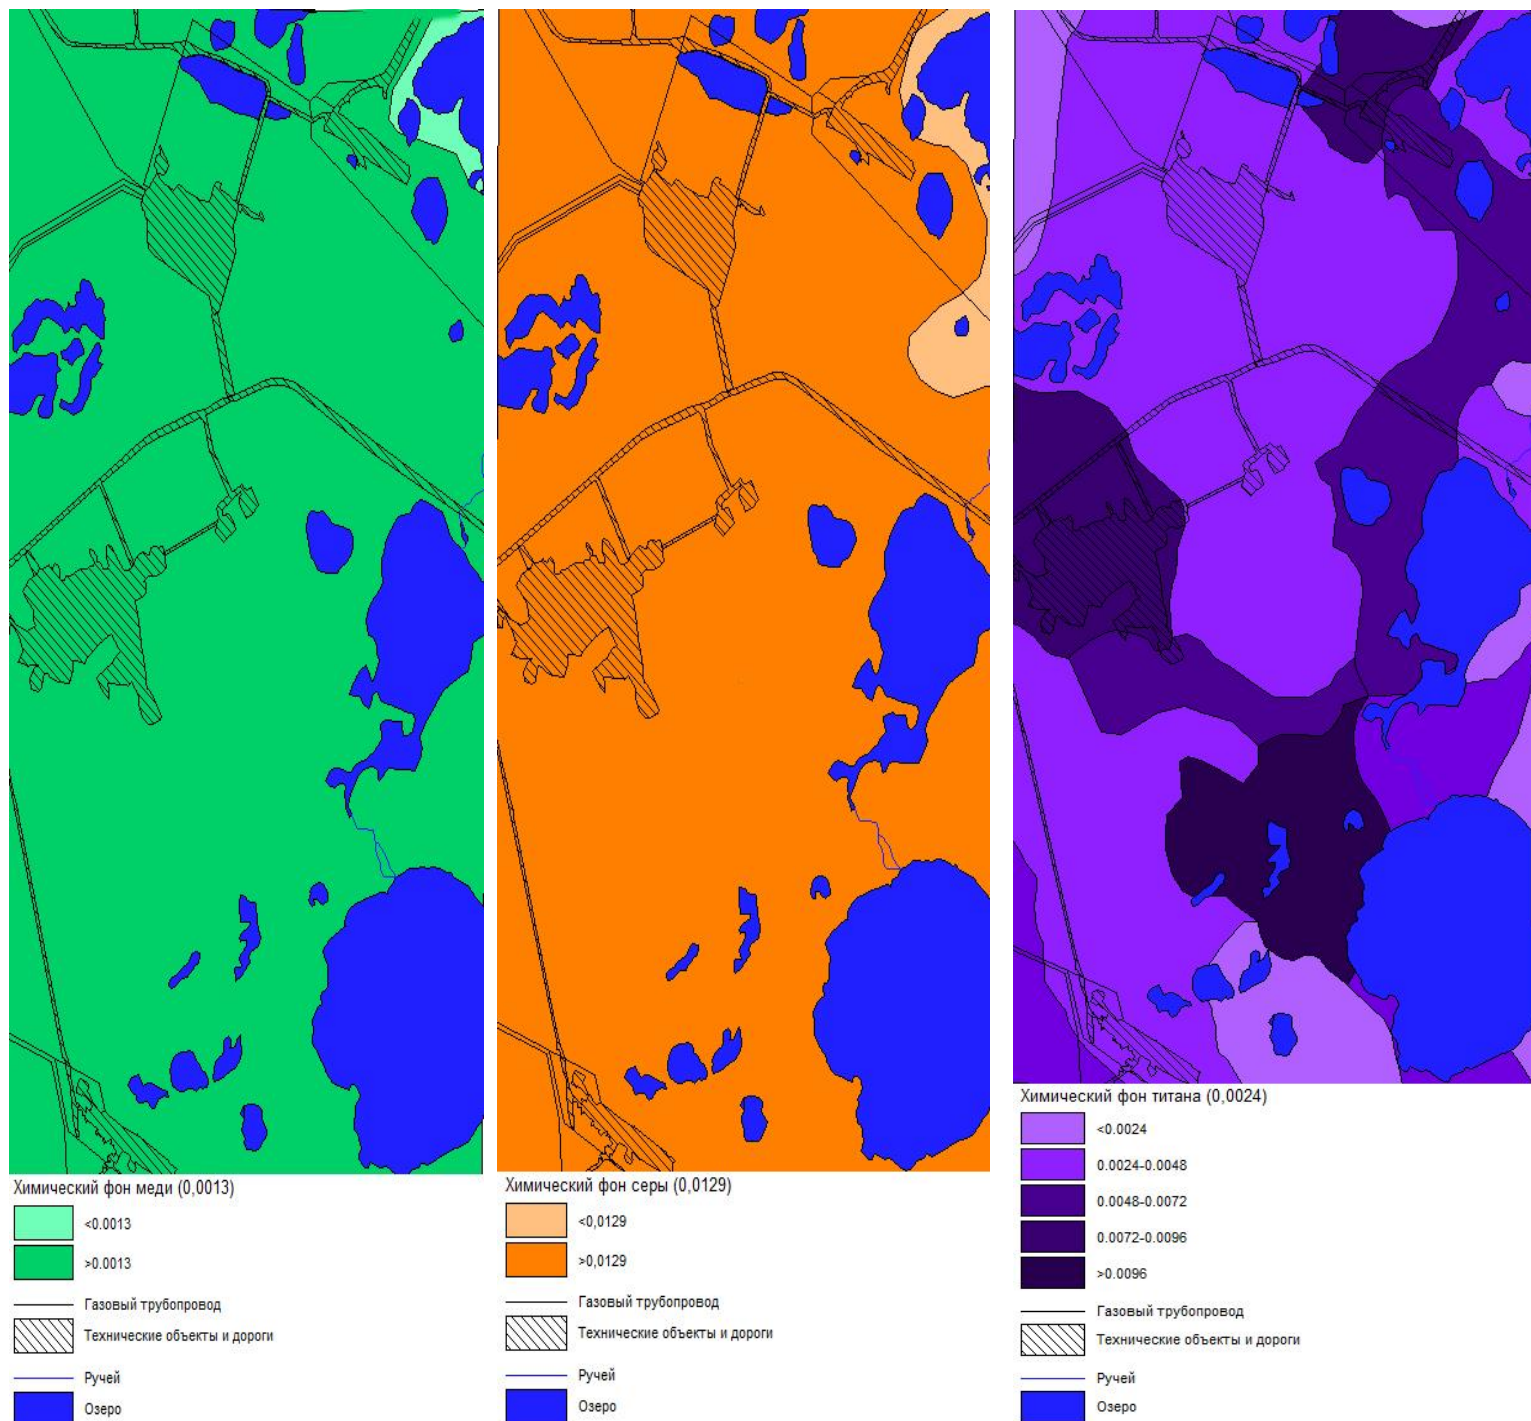 Химический фон меди (0,0013)
<0.0013
>0.0013
Газовый трубопровод
Технические объекты и дороги
Ручей
Озеро
Химический фон серы (0,0129)
<0,0129
>0,0129
Газовый трубопровод
Технические объекты и дороги
Ручей
Озеро
Химический фон титана (0,0024)
<0.0024
0.0024-0.0048
0.0048-0.0072
0.0072-0.0096
>0.0096
Газовый трубопровод
Технические объекты и дороги
Ручей
Озеро